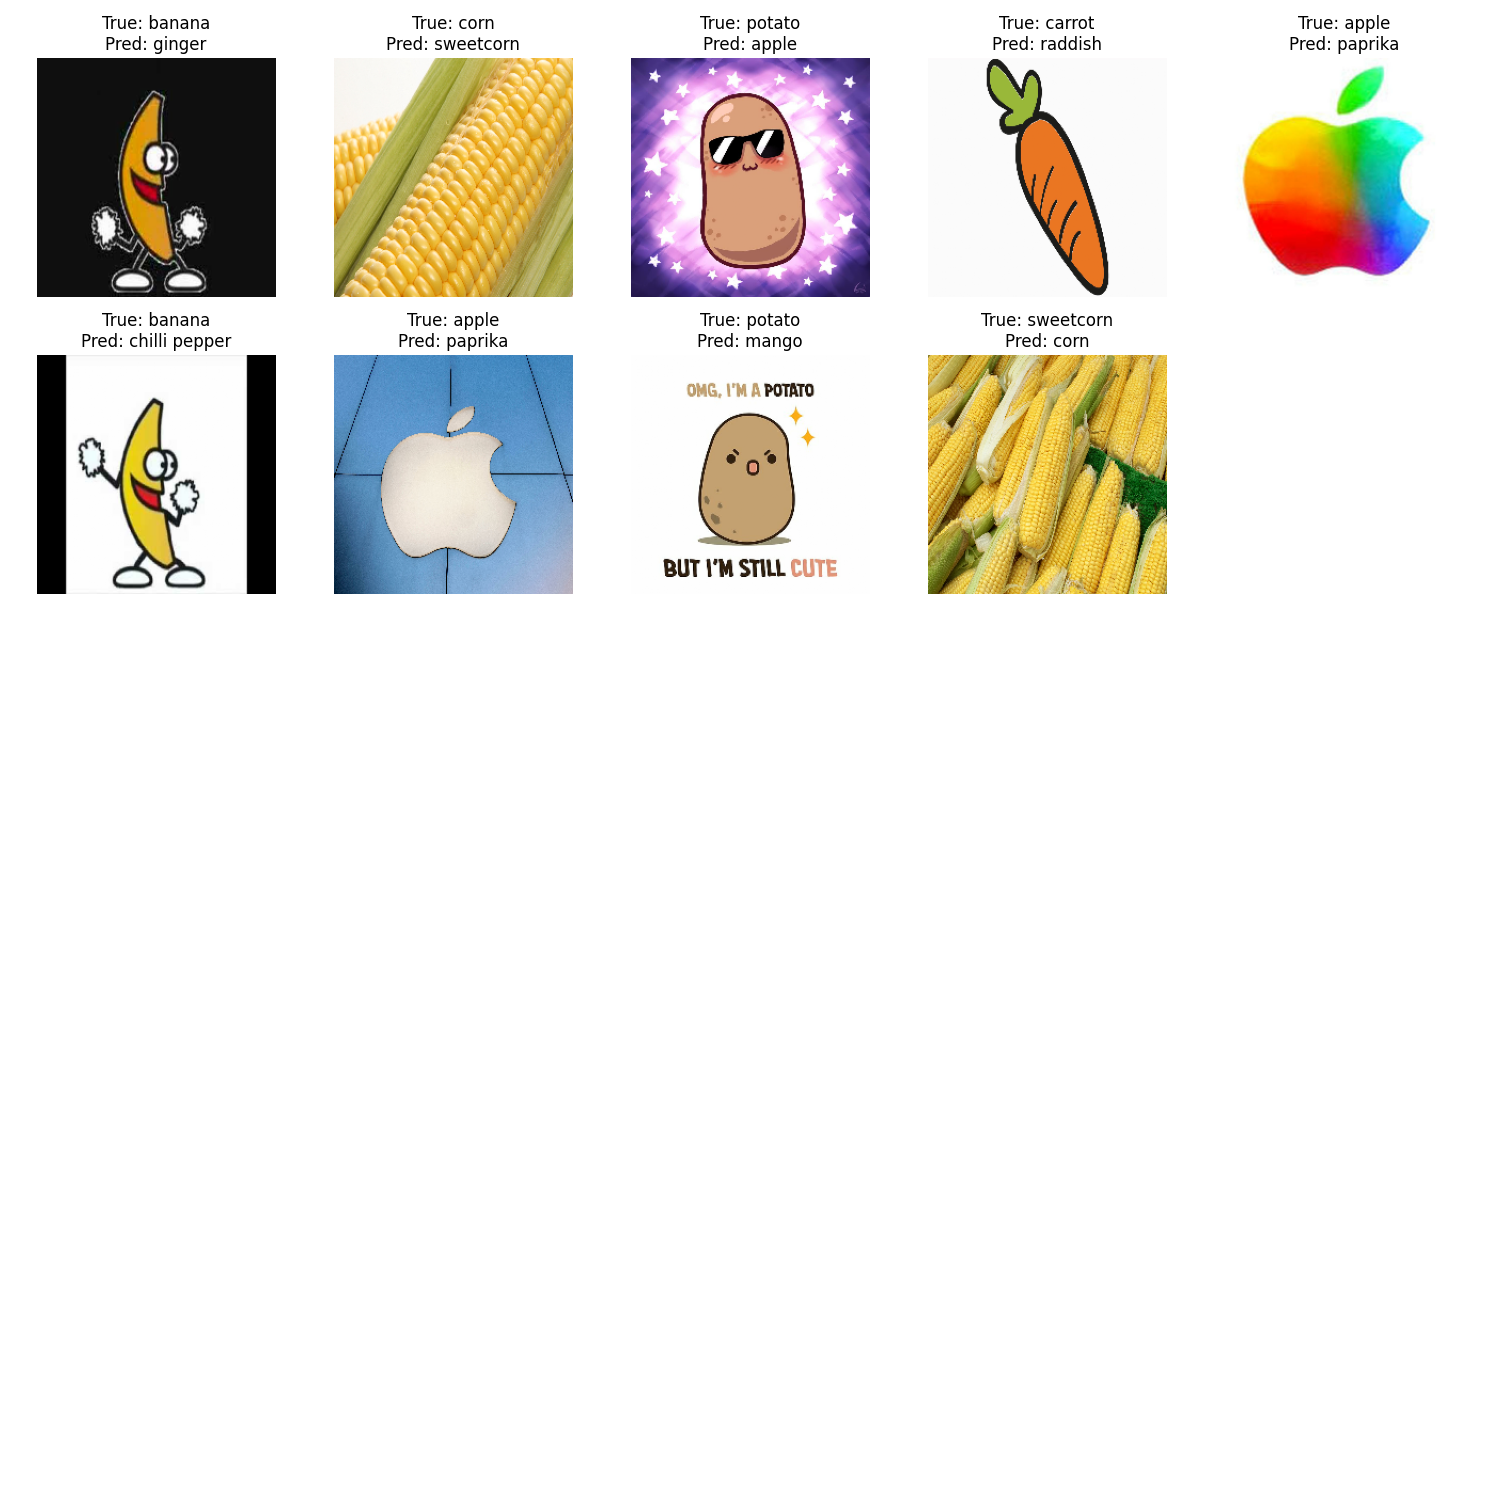 True: banana
Pred: ginger
True: corn
Pred: sweetcorn
True: potato
Pred: apple
True: carrot
Pred: raddish
True: apple
Pred: paprika
True: banana
Pred: chilli pepper
True: apple
Pred: paprika
True: potato
Pred: mango
OMG, I'M A POTATO
BUT I'M STILL CUTE
True: sweetcorn
Pred: corn